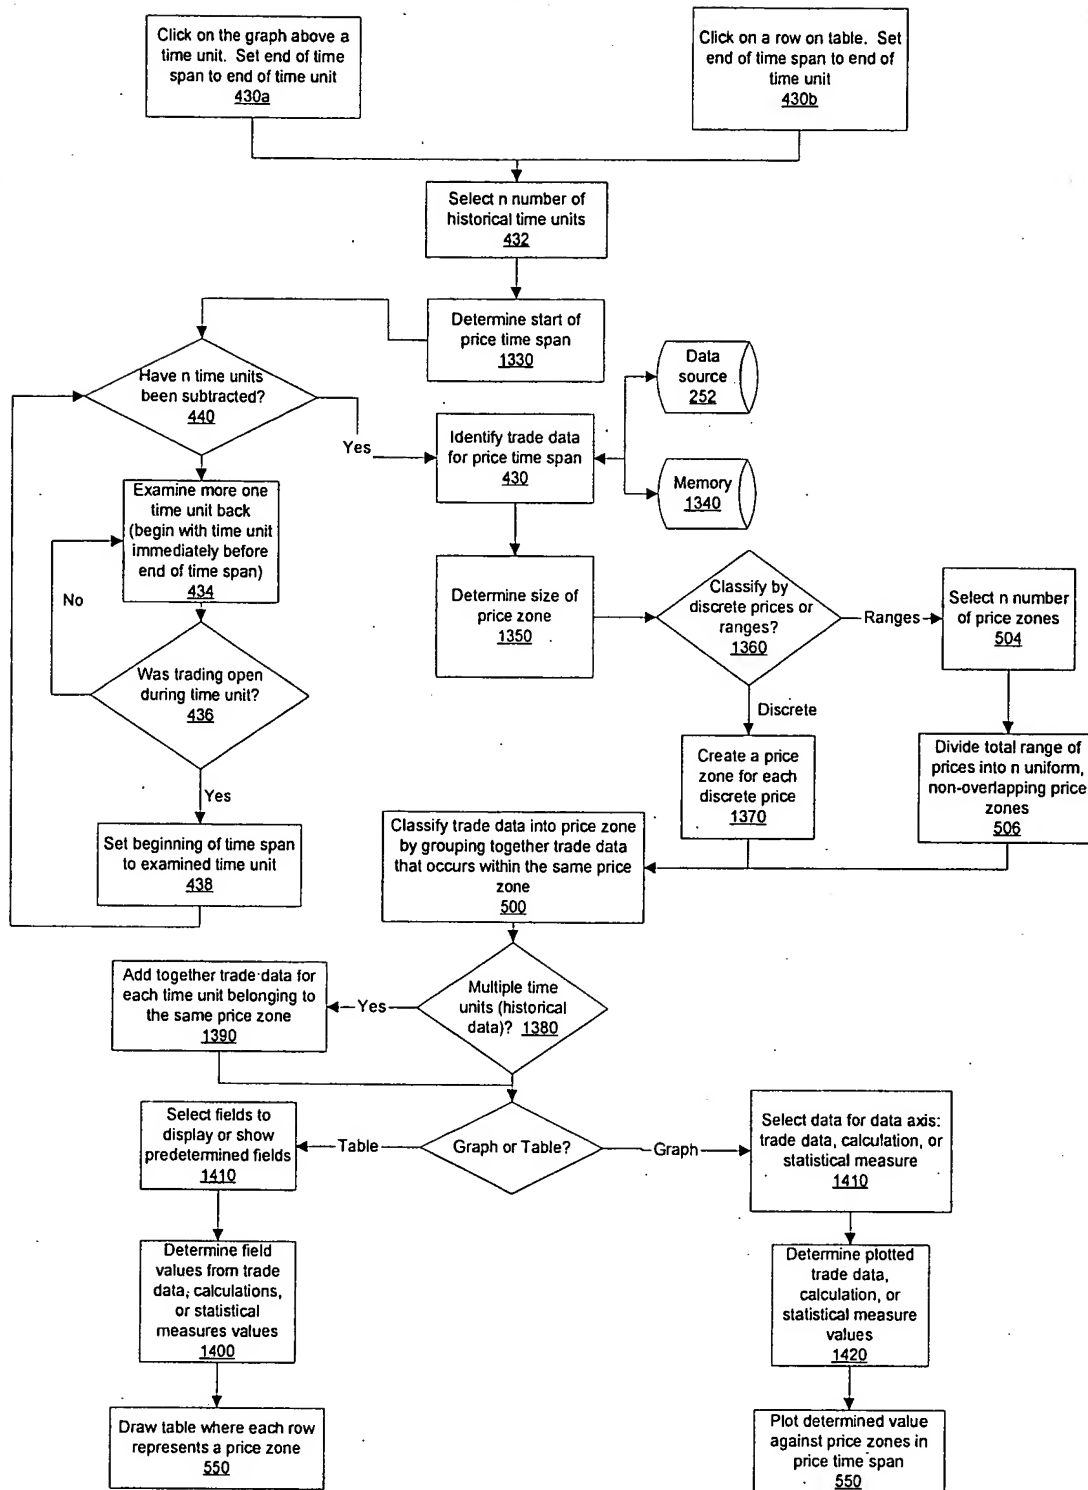 Click on the graph above a
time unit. Set end of time
span to end of time unit
430a
Click on a row on table. Set
end of time span to end of
time unit
430b
Select n number of
historical time units
432
Determine start of
price time span
1330
Have n time units
been subtracted?
440
Yes
Identify trade data
for price time span
430
Data
source
252
Memory
1340
Examine more one
time unit back
(begin with time unit
immediately before
end of time span)
434
No
Was trading open
during time unit?
436
Yes
Set beginning of time span
to examined time unit
438
Determine size of
price zone
1350
Classify by
discrete prices or
ranges?
1360
Ranges
Select n number
of price zones
504
Discrete
Create a price
zone for each
discrete price
1370
Divide total range of
prices into n uniform,
non-overlapping price
zones
506
Classify trade data into price zone
by grouping together trade data
that occurs within the same price
zone
500
Multiple time
units (historical
data)? 1380
Yes
Add together trade data for
each time unit belonging to
the same price zone
1390
Graph or Table?
Table
Graph
Select fields to
display or show
predetermined fields
1410
Select data for data axis:
trade data, calculation, or
statistical measure
1410
Determine field
values from trade
data, calculations,
or statistical
measures values
1400
Determine plotted
trade data,
calculation, or
statistical measure
values
1420
Draw table where each row
represents a price zone
550
Plot determined value
against price zones in
price time span
550